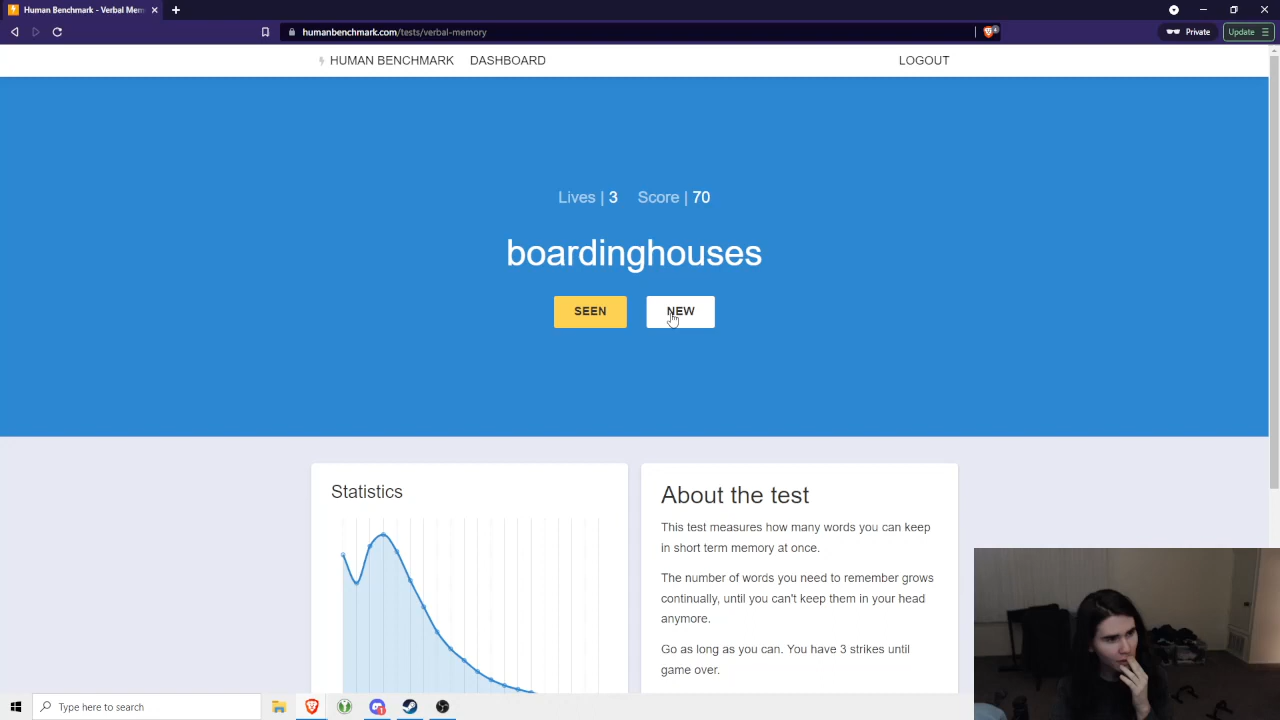 Human Benchmark - Verbal Mem
humanbenchmark.com/tests/verbal-memory
Private
Update
HUMAN BENCHMARK DASHBOARD LOGOUT
Lives | 3 Score | 70
boardinghouses
SEEN NEW
Statistics
About the test
This test measures how many words you can keep
in short term memory at once.
The number of words you need to remember grows
continually, until you can't keep them in your head
anymore.
Go as long as you can. You have 3 strikes until
game over.
Type here to search